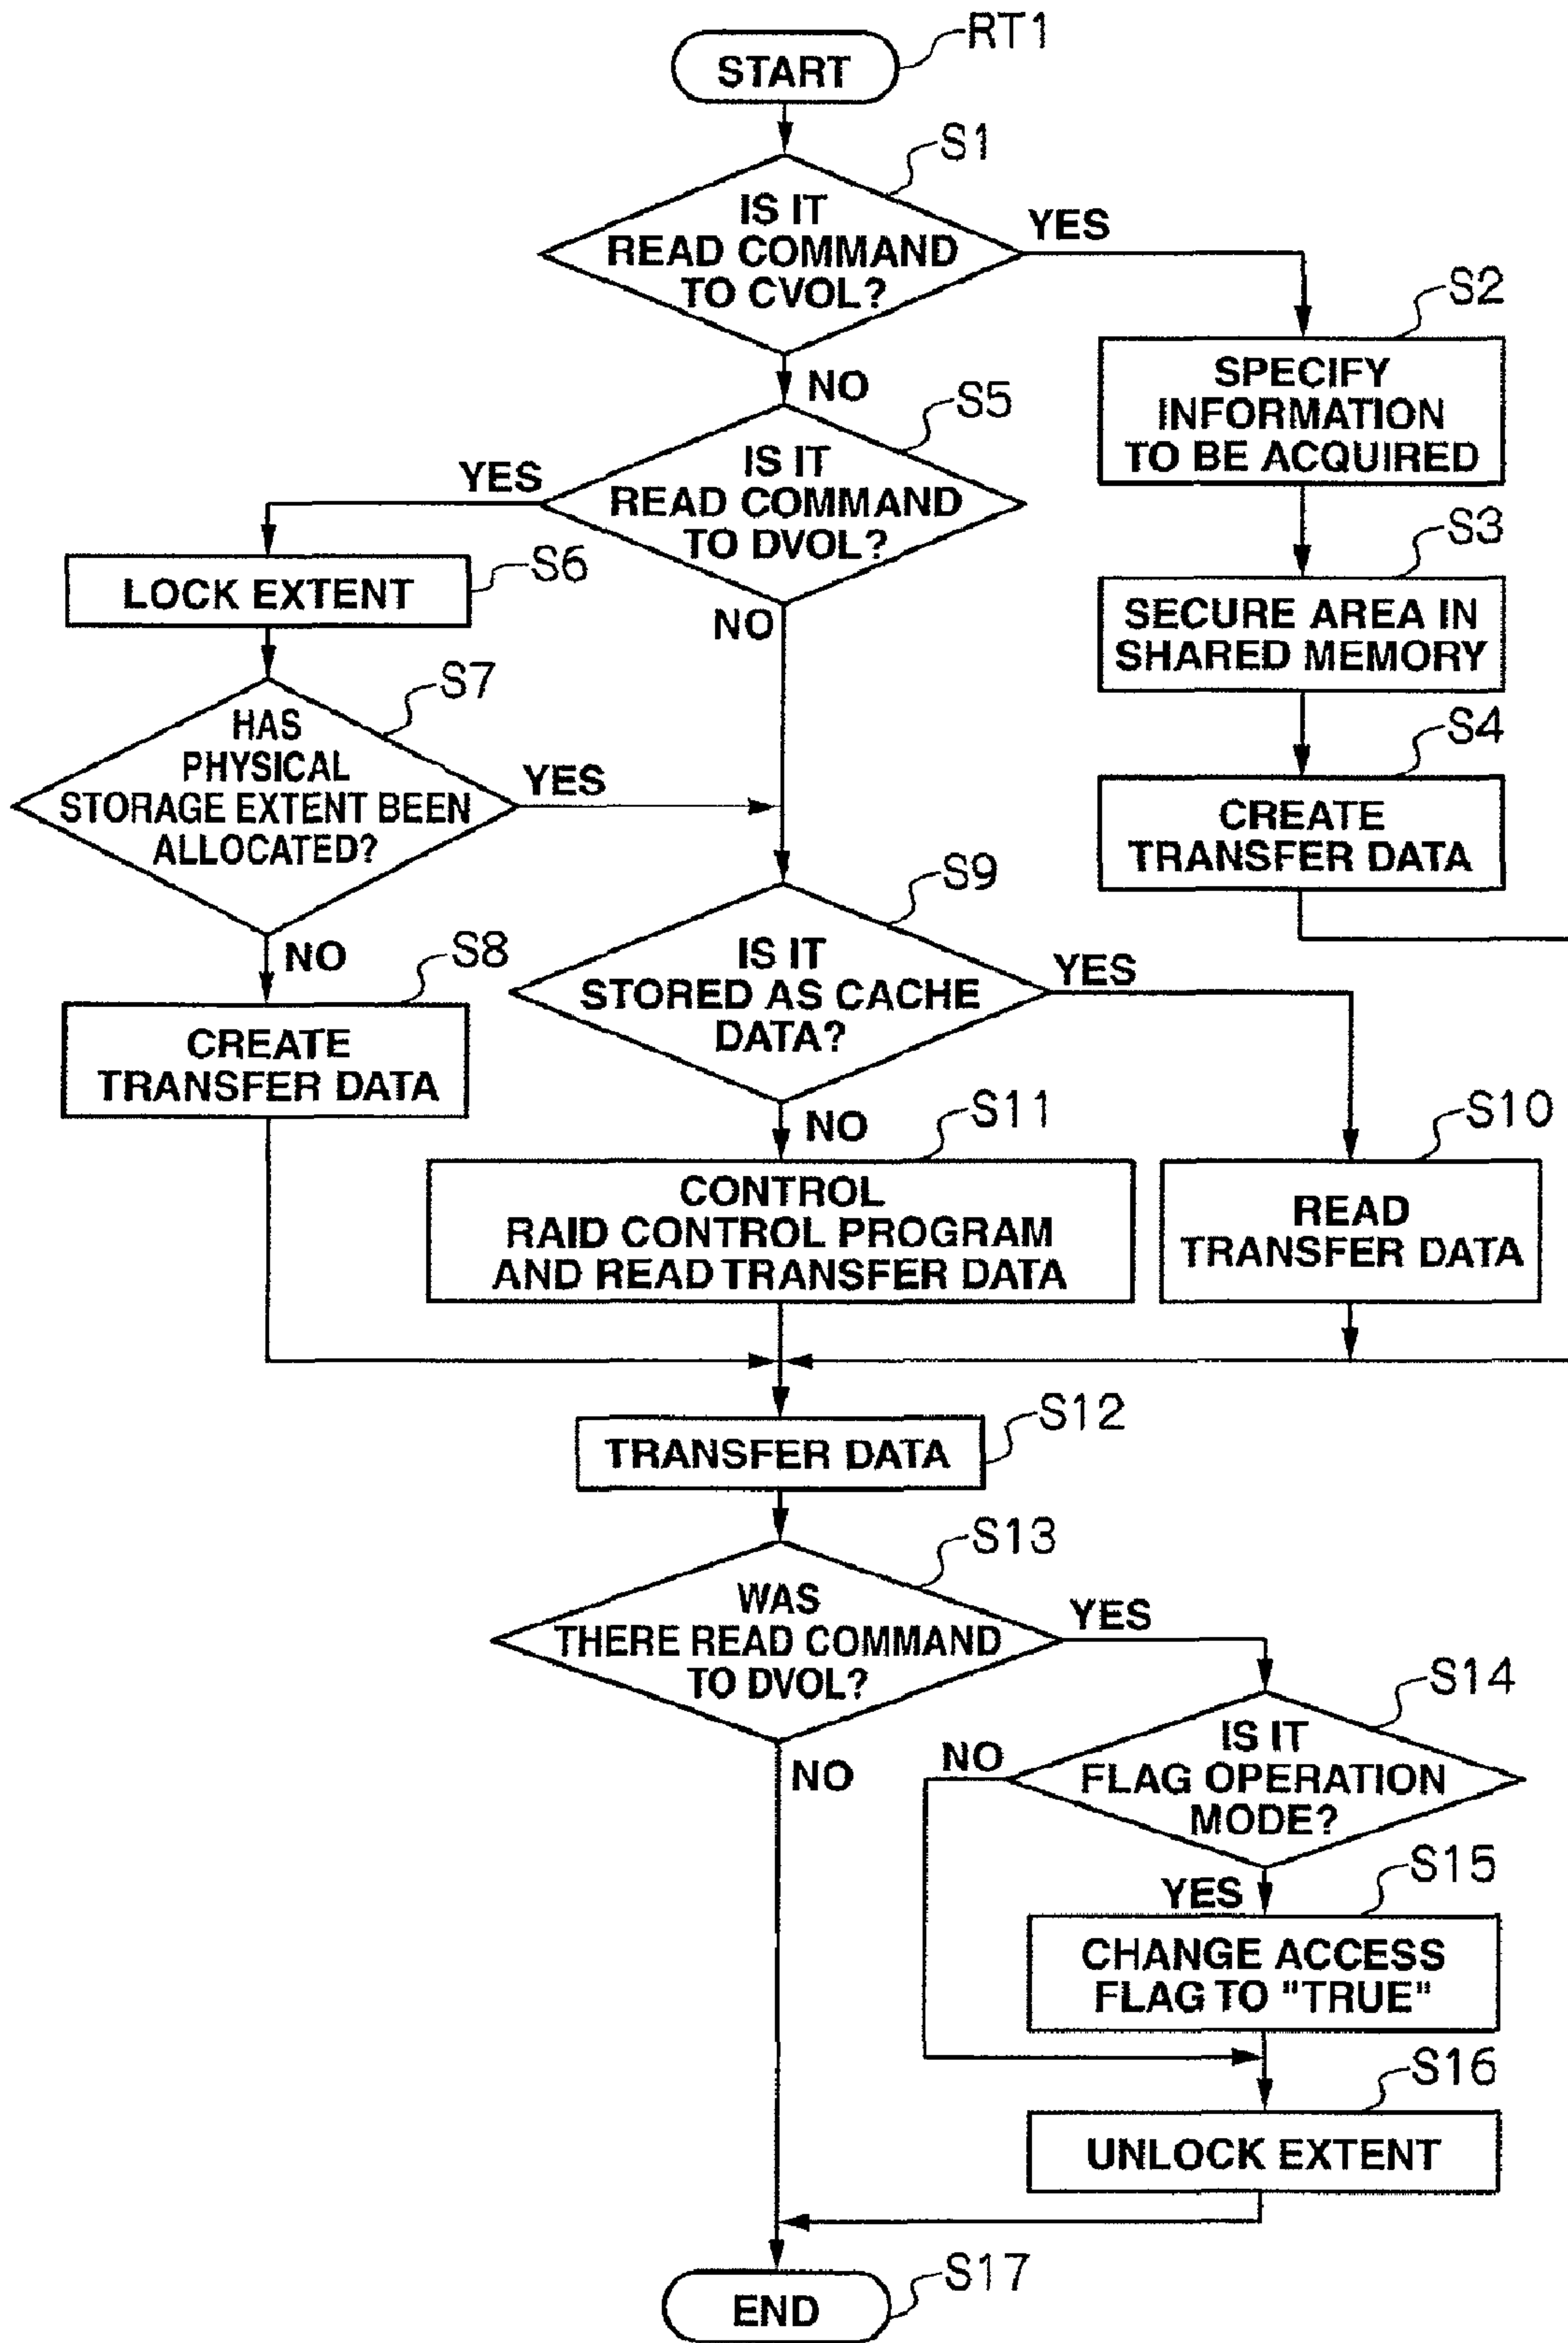 RT1
START
S1
IS IT
READ COMMAND
TO CVOL?
YES
NO
S2
SPECIFY
INFORMATION
TO BE ACQUIRED
S3
SECURE AREA IN
SHARED MEMORY
S4
CREATE
TRANSFER DATA
S5
IS IT
READ COMMAND
TO DVOL?
YES
NO
S6
LOCK EXTENT
S7
HAS
PHYSICAL
STORAGE EXTENT BEEN
ALLOCATED?
YES
NO
S8
CREATE
TRANSFER DATA
S9
IS IT
STORED AS CACHE
DATA?
YES
NO
S10
READ
TRANSFER DATA
S11
CONTROL
RAID CONTROL PROGRAM
AND READ TRANSFER DATA
S12
TRANSFER DATA
S13
WAS
THERE READ COMMAND
TO DVOL?
YES
NO
S14
IS IT
FLAG OPERATION
MODE?
NO
YES
S15
CHANGE ACCESS
FLAG TO "TRUE"
S16
UNLOCK EXTENT
S17
END